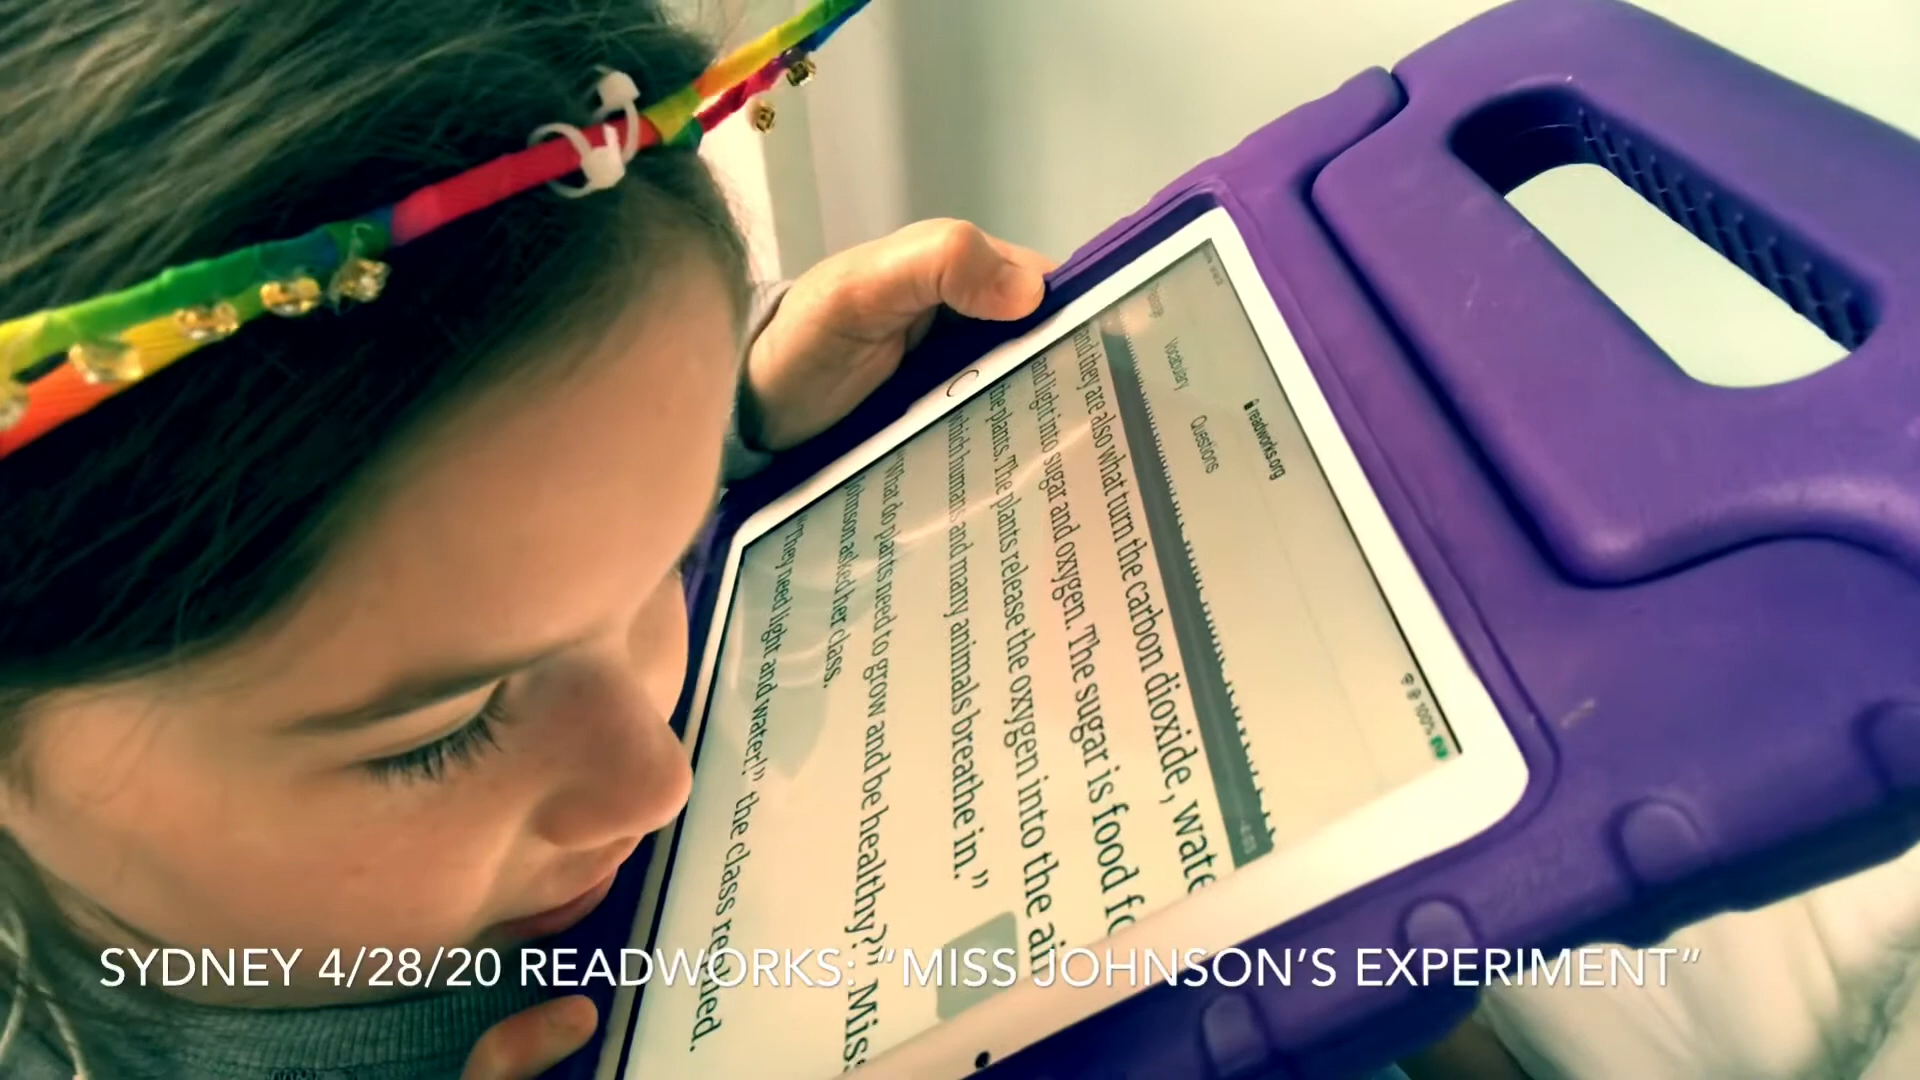 readworks.org
100%
Vocabulary
Questions
4:03
and they are also what turn the carbon dioxide, wate
and light into sugar and oxygen. The sugar is food fo
the plants. The plants release the oxygen into the ai
which humans and many animals breathe in.”
“What do plants need to grow and be healthy?” Miss
Johnson asked her class.
“They need light and water!” the class replied.
SYDNEY 4/28/20 READWORKS: “MISS JOHNSON’S EXPERIMENT”